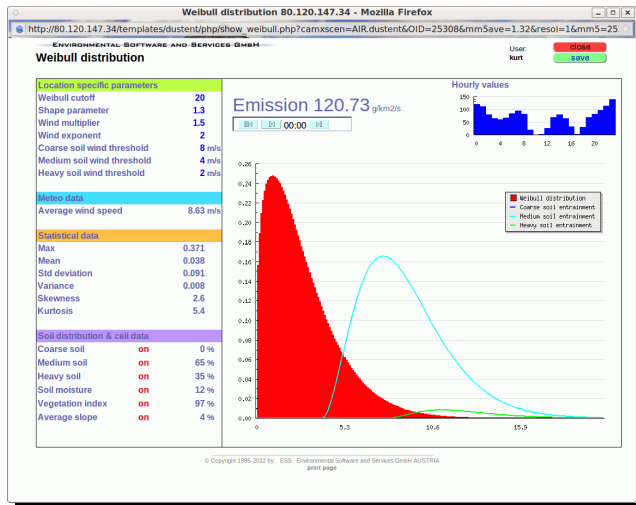 Weibull distribution 80.120.147.34 - Mozilla Firefox
http://80.120.147.34/templates/dustent/php/show_weibull.php?camxscen=AIR.dustent&OID=25308&mm5ave=1.32&resol=1&mm5=25
ENVIRONMENTAL SOFTWARE AND SERVICES GMBH
Weibull distribution
User:
kurt
close
save
Location specific parameters
Weibull cutoff 20
Shape parameter 1.3
Wind multiplier 1.5
Wind exponent 2
Coarse soil wind threshold 8 m/s
Medium soil wind threshold 4 m/s
Heavy soil wind threshold 2 m/s
Meteo data
Average wind speed 8.63 m/s
Statistical data
Max 0.371
Mean 0.038
Std deviation 0.091
Variance 0.008
Skewness 2.6
Kurtosis 5.4
Soil distribution & cell data
Coarse soil on 0 %
Medium soil on 65 %
Heavy soil on 35 %
Soil moisture on 12 %
Vegetation index on 97 %
Average slope on 4 %
Emission 120.73 g/km2/s
00:00
Hourly values
150
100
50
0
0 4 8 12 16 20
0.26
0.24
0.22
0.20
0.18
0.16
0.14
0.12
0.10
0.08
0.06
0.04
0.02
0.00
0 5.3 10.6 15.9
Weibull distribution
Coarse soil entrainment
Medium soil entrainment
Heavy soil entrainment
© Copyright 1995-2012 by: ESS Environmental Software and Services GmbH AUSTRIA
print page